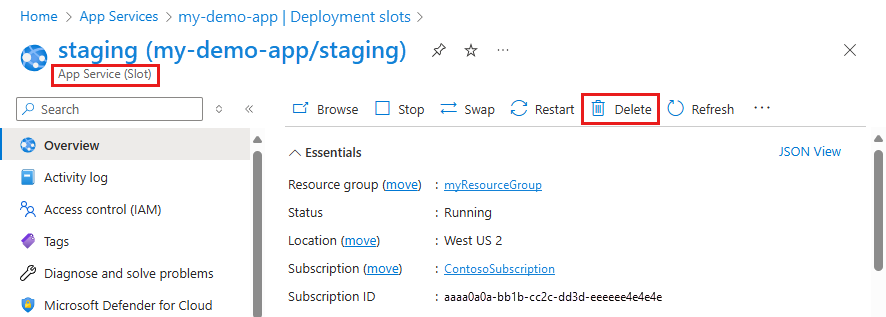 Home > App Services > my-demo-app | Deployment slots >
staging (my-demo-app/staging) ...
App Service (Slot)
Search
Browse Stop Swap Restart Delete Refresh ...
Overview
Activity log
Access control (IAM)
Tags
Diagnose and solve problems
Microsoft Defender for Cloud
Essentials
JSON View
Resource group (move) : myResourceGroup
Status : Running
Location (move) : West US 2
Subscription (move) : ContosoSubscription
Subscription ID : aaaa0a0a-bb1b-cc2c-dd3d-eeeeee4e4e4e